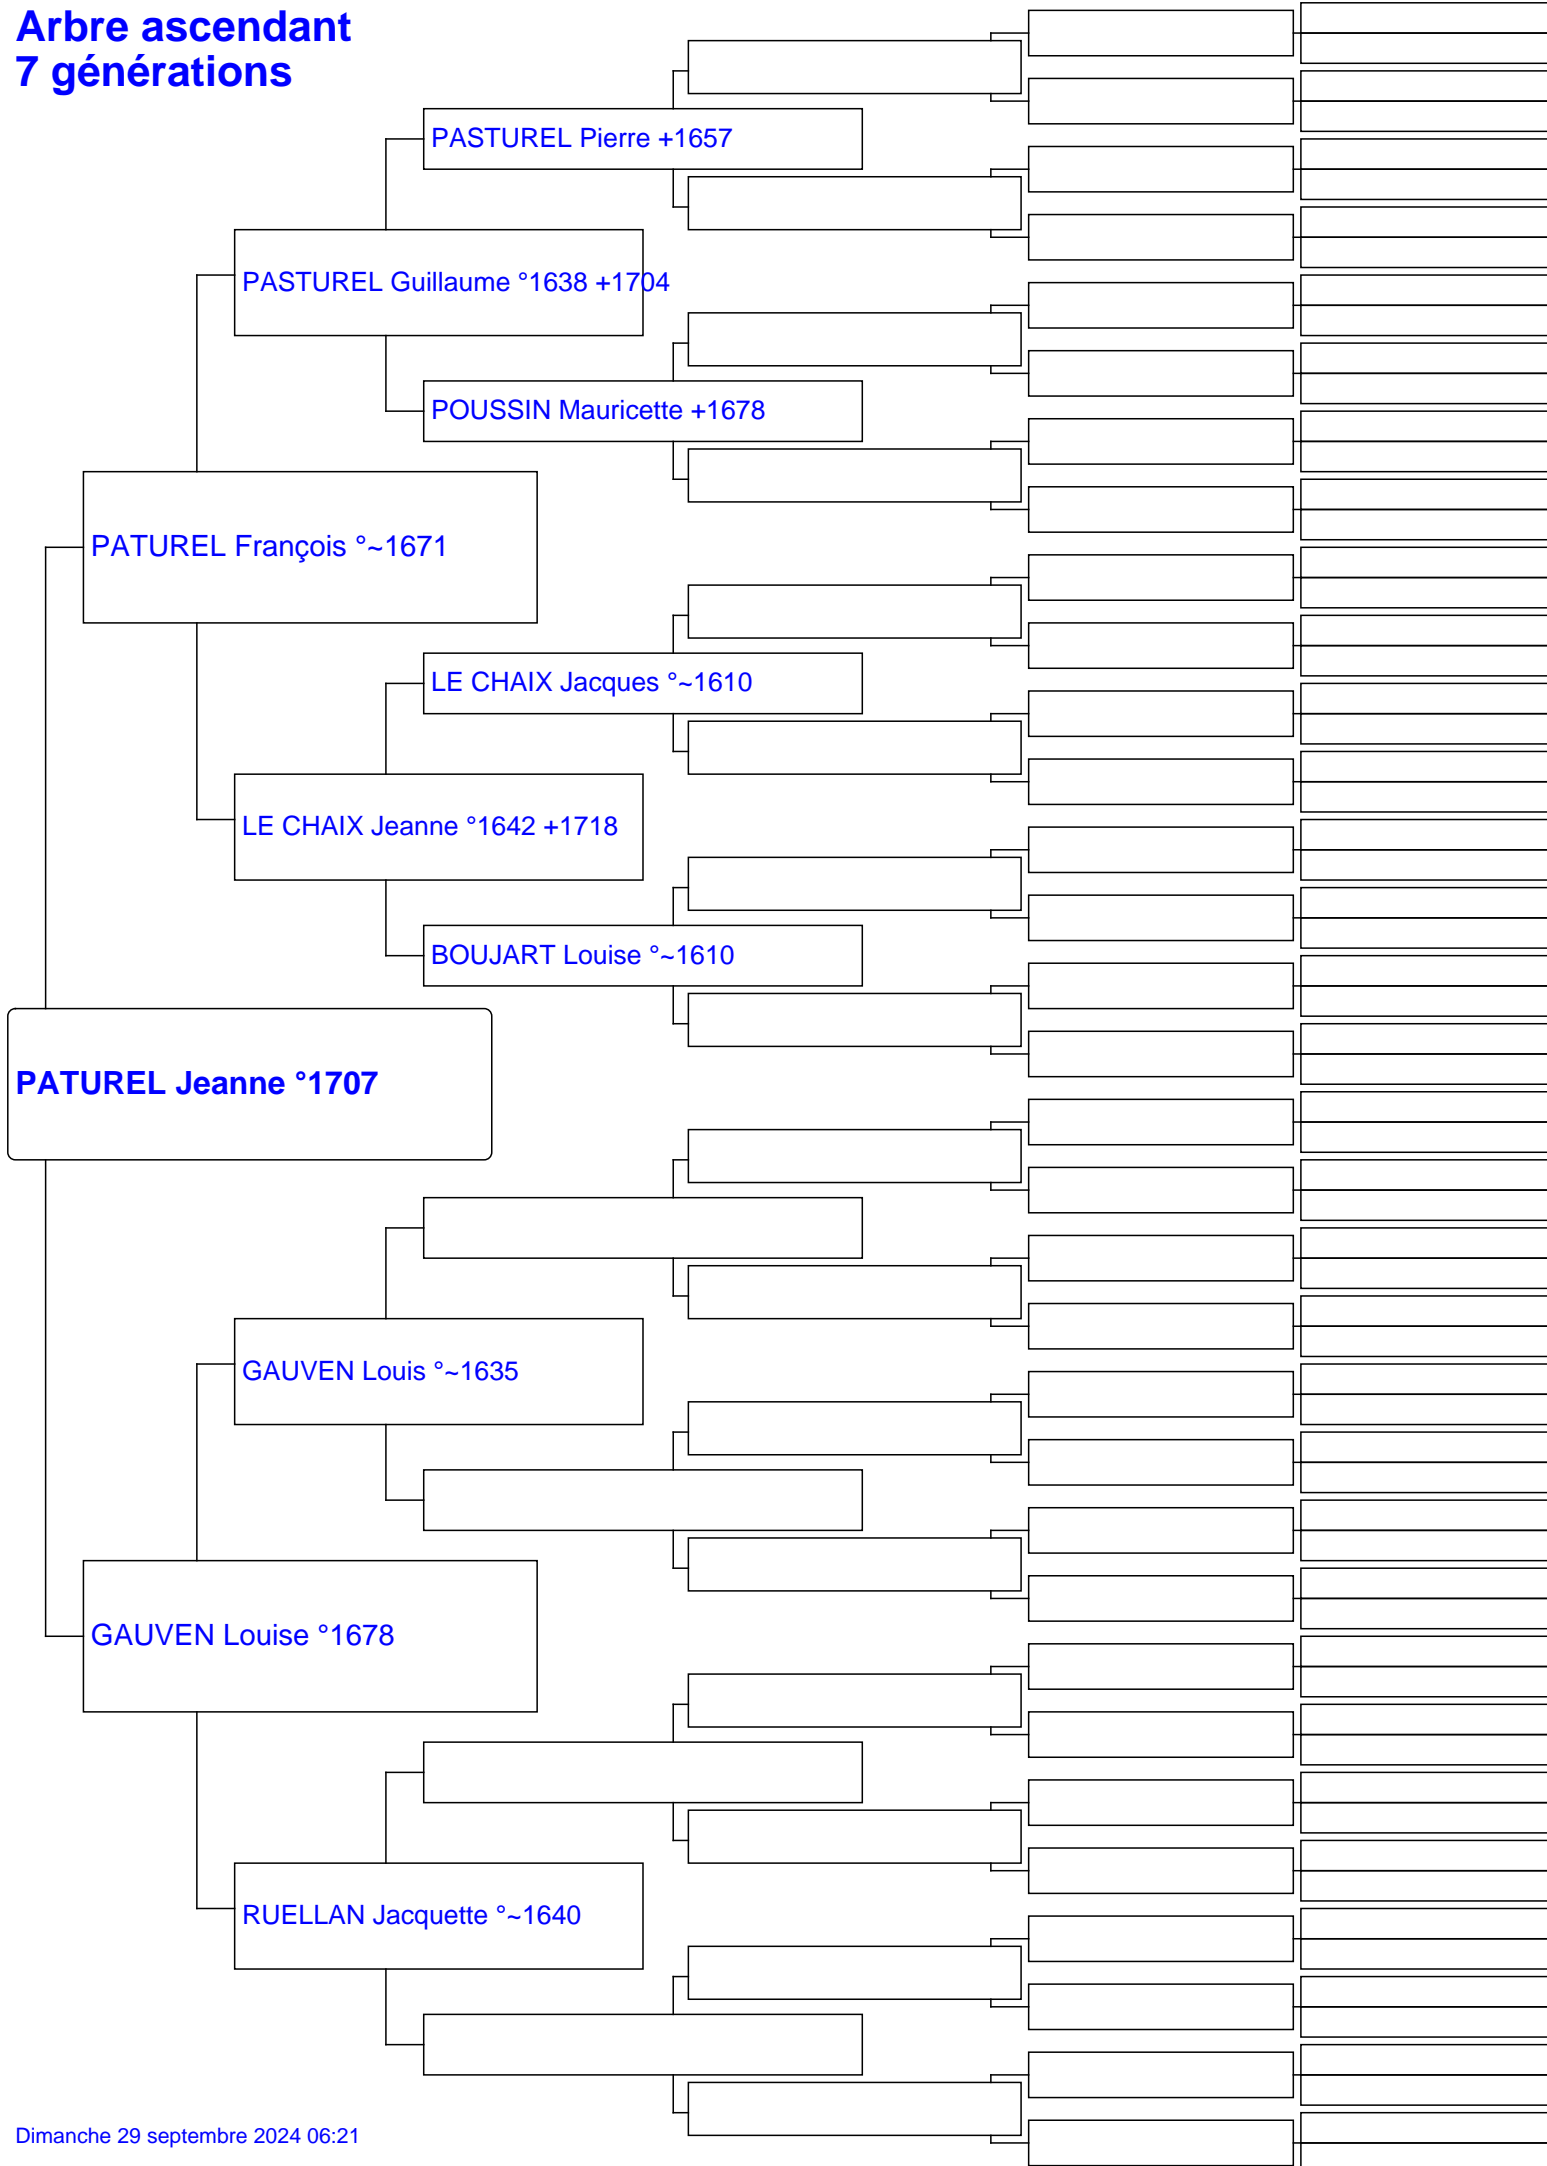 Arbre ascendant
7 générations
PASTUREL Pierre +1657
PASTUREL Guillaume °1638 +1704
POUSSIN Mauricette +1678
PATUREL François °~1671
LE CHAIX Jacques °~1610
LE CHAIX Jeanne °1642 +1718
BOUJART Louise °~1610
PATUREL Jeanne °1707
GAUVEN Louis °~1635
GAUVEN Louise °1678
RUELLAN Jacquette °~1640
Dimanche 29 septembre 2024 06:21